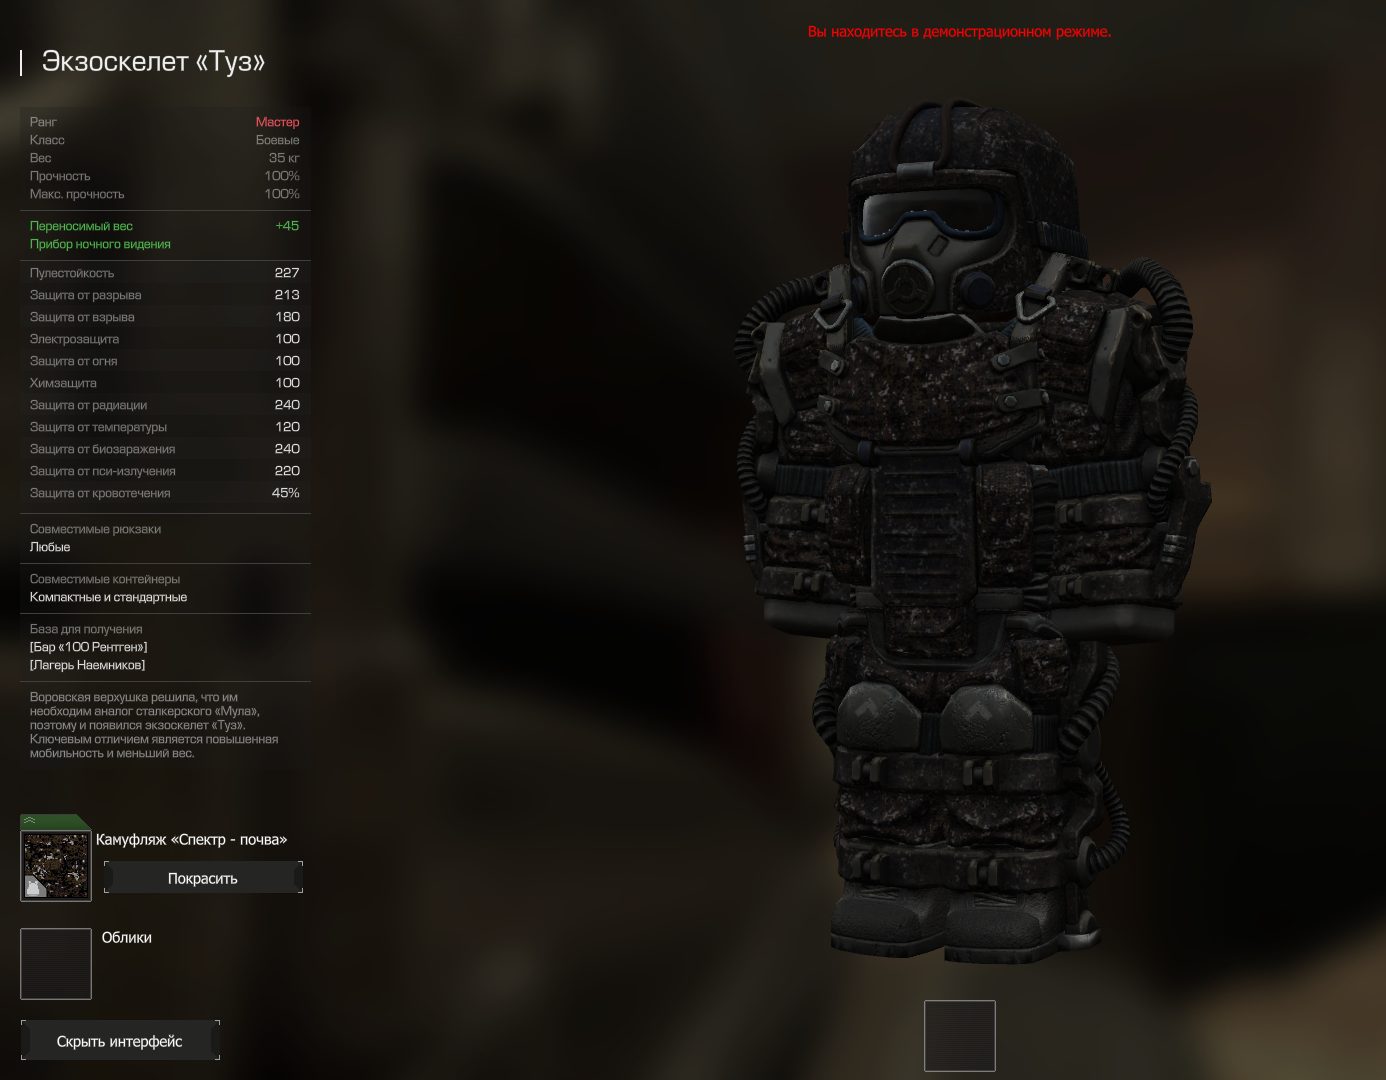 Вы находитесь в демонстрационном режиме.
Экзоскелет «Туз»
Ранг Мастер
Класс Боевые
Вес 35 кг
Прочность 100%
Макс. прочность 100%
Переносимый вес +45
Прибор ночного видения
Пулестойкость 227
Защита от разрыва 213
Защита от взрыва 180
Электрозащита 100
Защита от огня 100
Химзащита 100
Защита от радиации 240
Защита от температуры 120
Защита от биозаражения 240
Защита от пси-излучения 220
Защита от кровотечения 45%
Совместимые рюкзаки
Любые
Совместимые контейнеры
Компактные и стандартные
База для получения
[Бар «100 Рентген»]
[Лагерь Наемников]
Воровская верхушка решила, что им
необходим аналог сталкерского «Мула»,
поэтому и появился экзоскелет «Туз».
Ключевым отличием является повышенная
мобильность и меньший вес.
Камуфляж «Спектр - почва»
Покрасить
Облики
Скрыть интерфейс